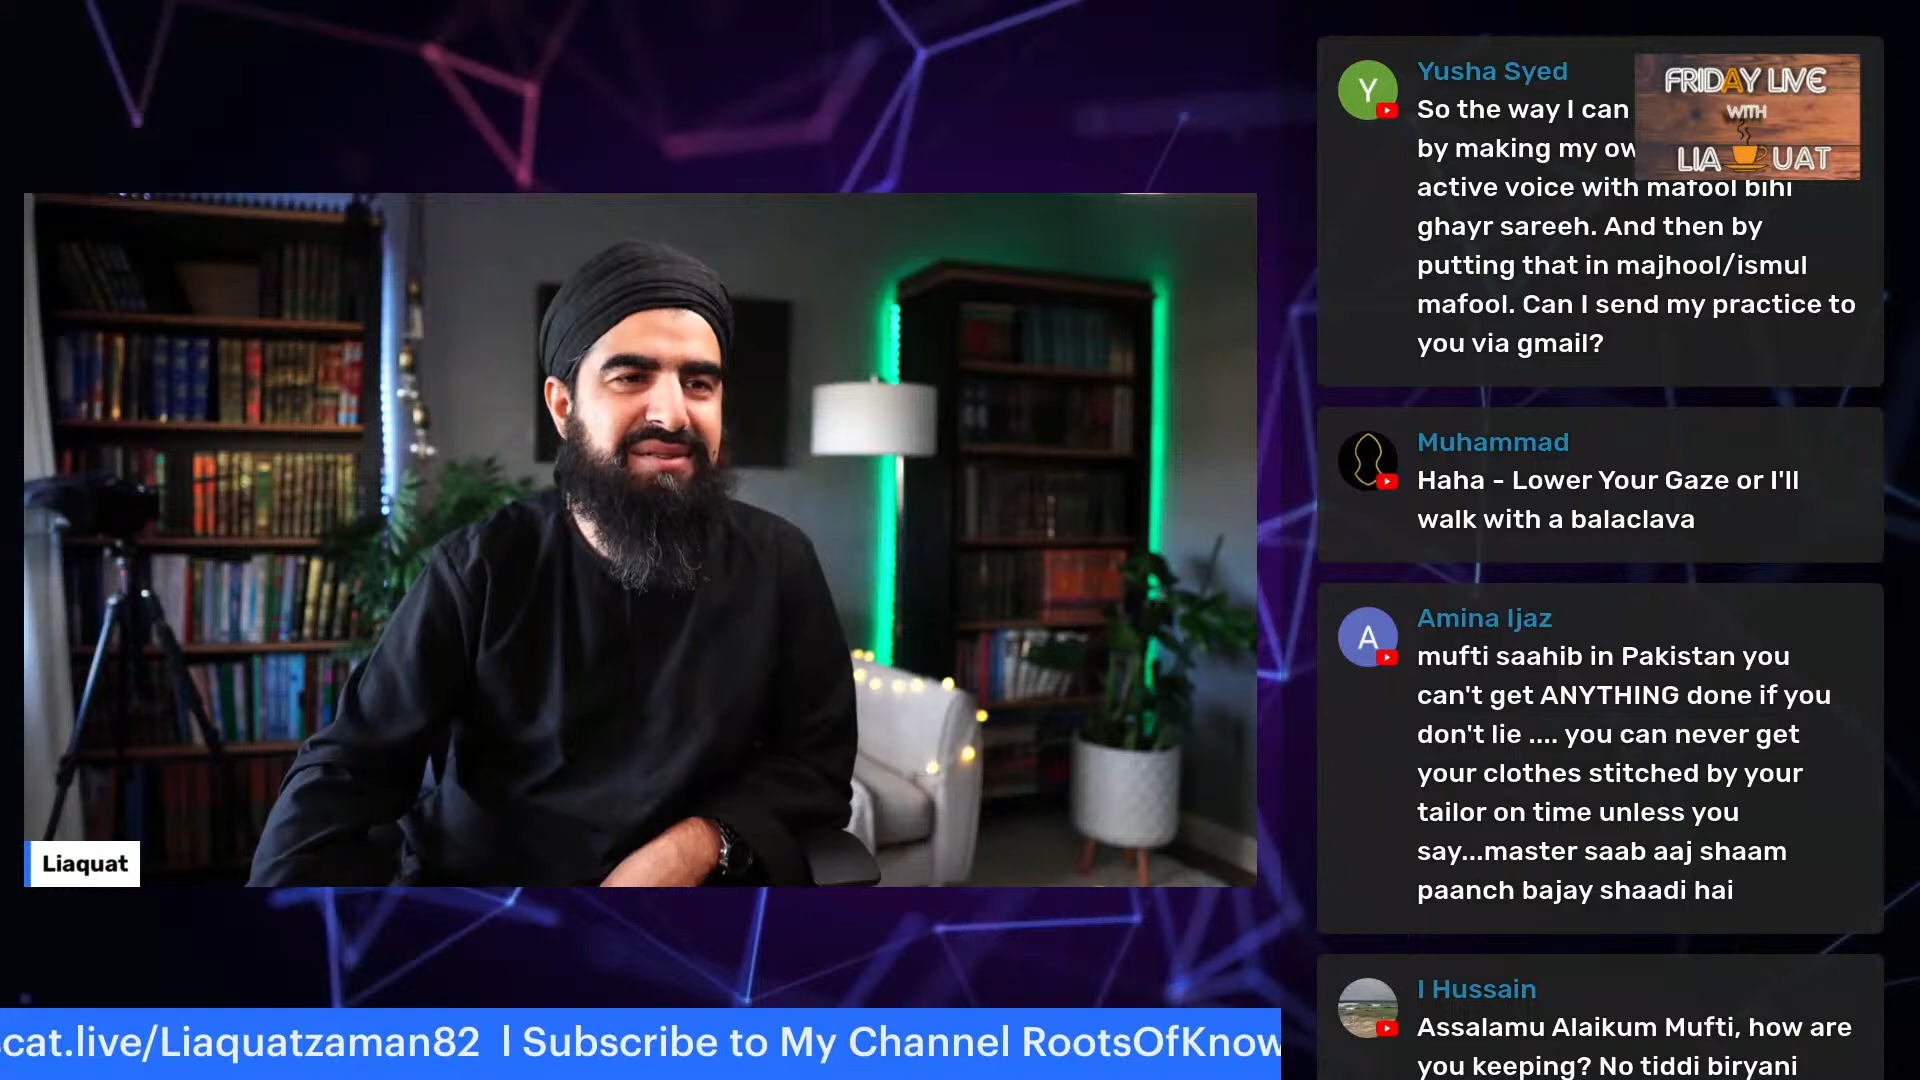 Yusha Syed
So the way I can
by making my
active voice with mafool bihi
ghayr sareeh. And then by
putting that in majhool/ismul
mafool. Can I send my practice to
you via gmail?
FRIDAY LIVE
WITH
LIA UAT
Y
Muhammad
Haha - Lower Your Gaze or I'll
walk with a balaclava
A
Amina Ijaz
mufti saahib in Pakistan you
can't get ANYTHING done if you
don't lie .... you can never get
your clothes stitched by your
tailor on time unless you
say...master saab aaj shaam
paanch bajay shaadi hai
I Hussain
Assalamu Alaikum Mufti, how are
you keeping? No tiddi biryani
Liaquat
cat.live/Liaquatzaman82 | Subscribe to My Channel RootsOfKnow